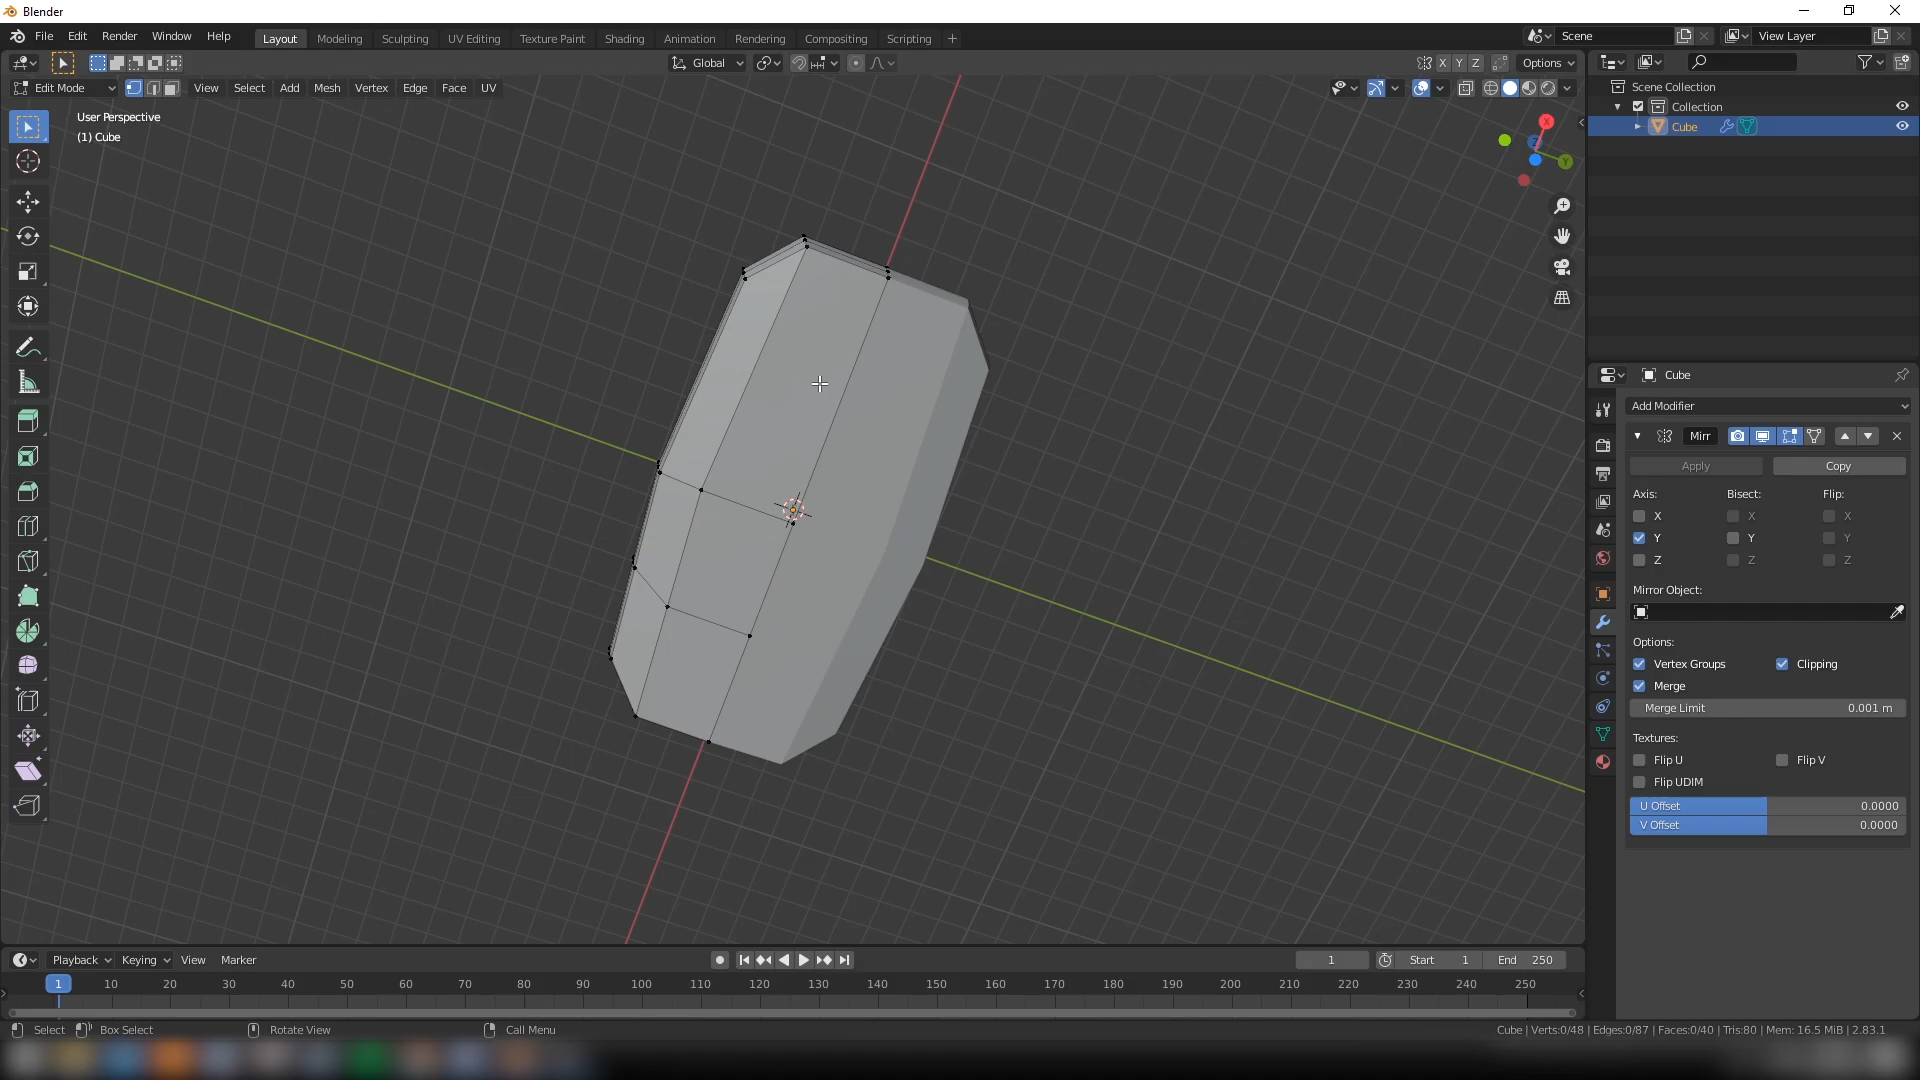 Blender
File Edit Render Window Help
Layout Modeling Sculpting UV Editing Texture Paint Shading Animation Rendering Compositing Scripting +
Scene
View Layer
Global
X Y Z
Options
Edit Mode
View Select Add Mesh Vertex Edge Face UV
User Perspective
(1) Cube
X
Y
Z
Scene Collection
Collection
Cube
Cube
Add Modifier
Mirr
Apply
Copy
Axis: Bisect: Flip:
X X X
Y Y Y
Z Z Z
Mirror Object:
Options:
Vertex Groups Clipping
Merge
Merge Limit 0.001 m
Textures:
Flip U Flip V
Flip UDIM
U Offset 0.0000
V Offset 0.0000
Playback Keying View Marker
1
Start 1
End 250
1 10 20 30 40 50 60 70 80 90 100 110 120 130 140 150 160 170 180 190 200 210 220 230 240 250
Select Box Select Rotate View Call Menu
Cube | Verts:0/48 | Edges:0/87 | Faces:0/40 | Tris:80 | Mem: 16.5 MiB | 2.83.1